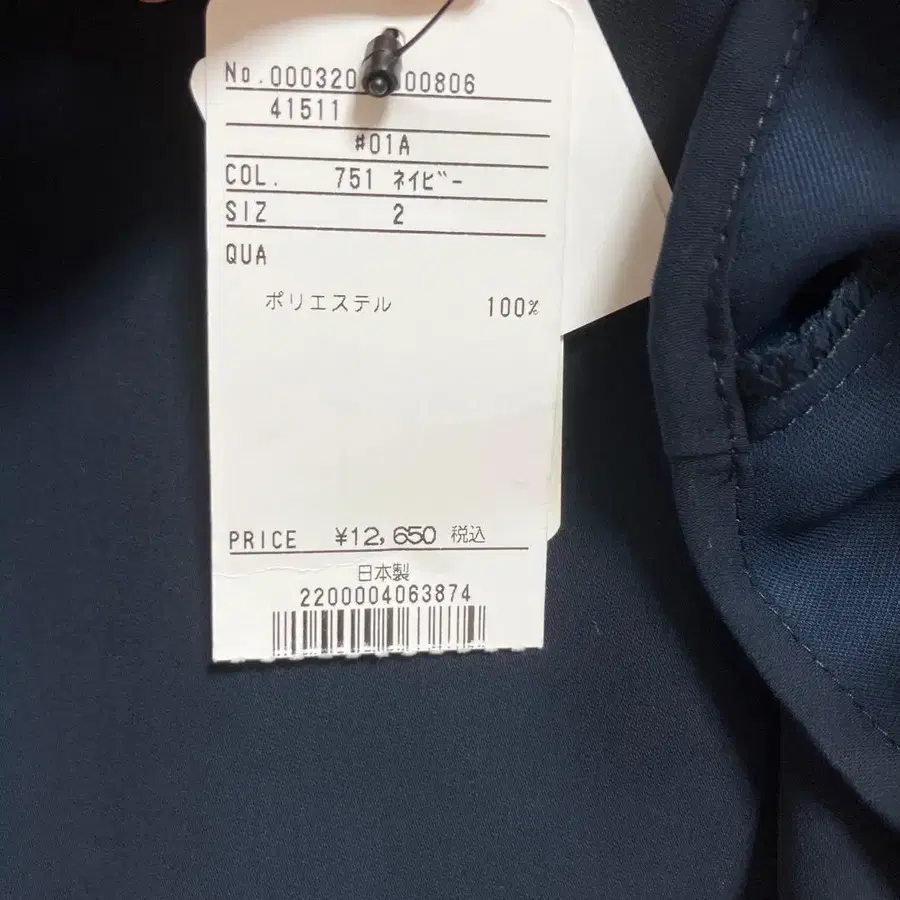 No.000320 00806
41511
#01A
COL. 751 ネイビー
SIZ 2
QUA
ポリエステル 100%
PRICE ¥12,650 税込
日本製
2200004063874